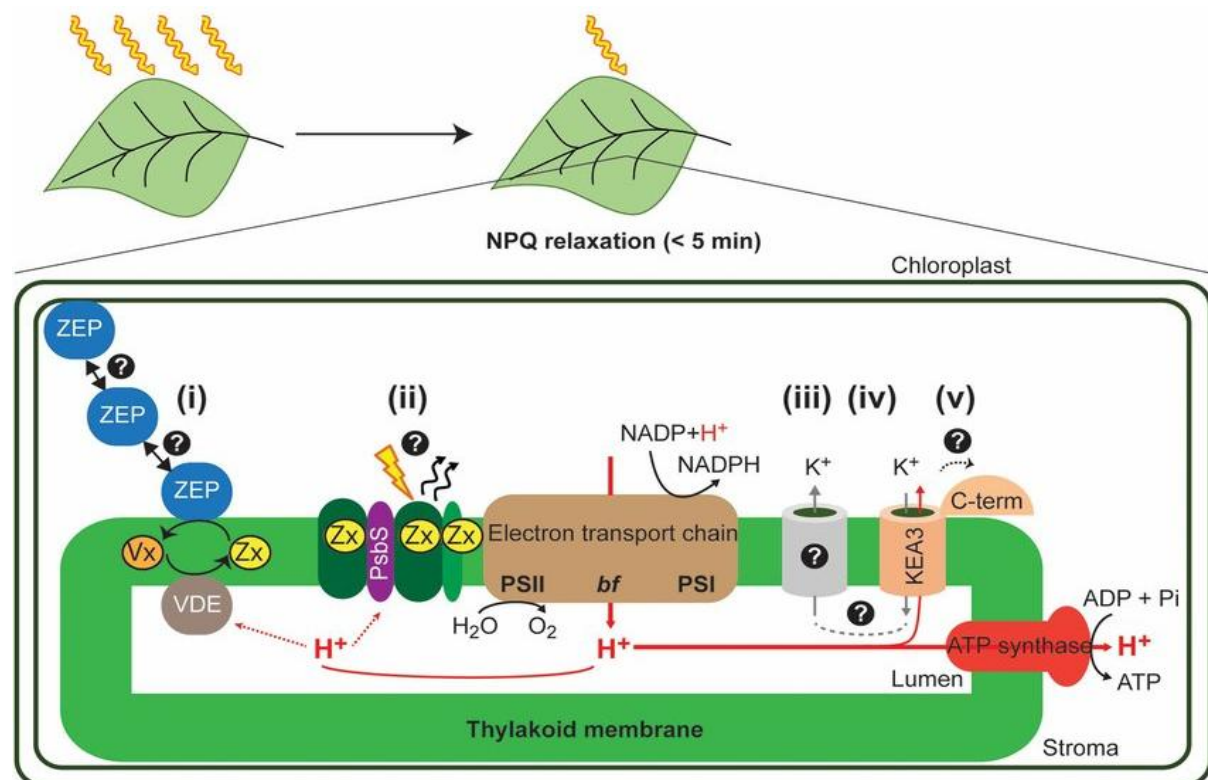 NPQ relaxation (< 5 min)
Chloroplast
ZEP
?
ZEP
?
ZEP
(i)
(ii)
(iii)
(iv)
(v)
?
?
NADP+H⁺
NADPH
K⁺
K⁺
C-term
Vx
Zx
VDE
Zx
PsbS
Zx
Zx
Electron transport chain
PSII
bf
PSI
?
KEA3
H₂O
O₂
?
H⁺
H⁺
ADP + Pi
ATP synthase
H⁺
ATP
Lumen
Thylakoid membrane
Stroma